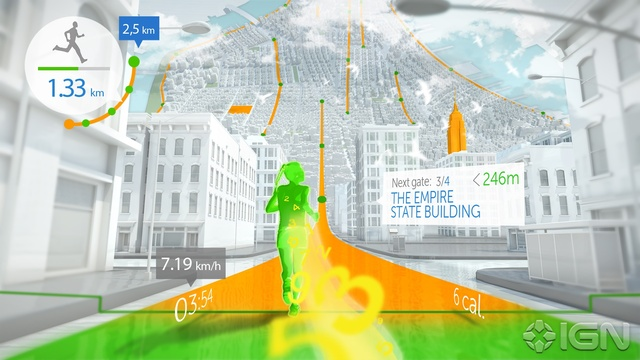 2,5 km
1.33 km
Next gate: 3/4 <246m
THE EMPIRE
STATE BUILDING
7.19 km/h
03:54
6 cal.
IGN